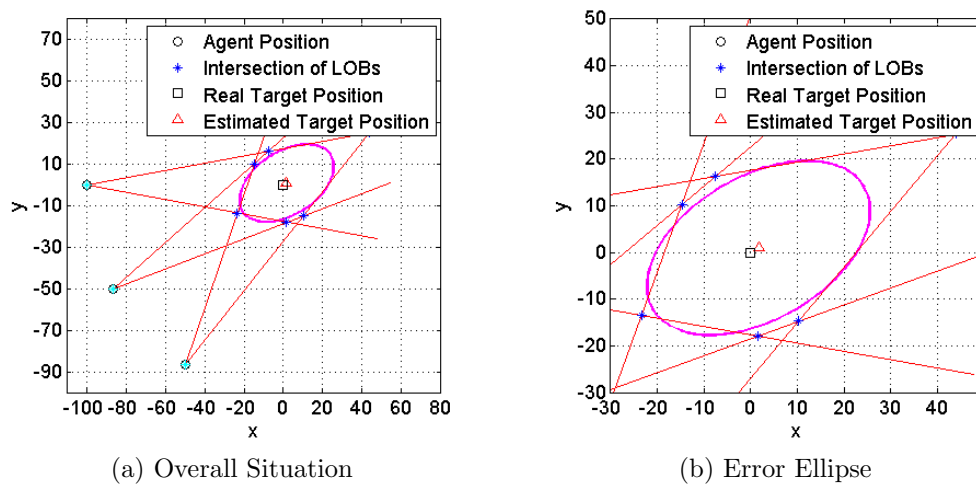 70
50
30
10
-10
-30
-50
-70
-90
y
-100 -80 -60 -40 -20 0 20 40 60 80
x
Agent Position
Intersection of LOBs
Real Target Position
Estimated Target Position
(a) Overall Situation
50
40
30
20
10
0
-10
-20
-30
y
-30 -20 -10 0 10 20 30 40
x
Agent Position
Intersection of LOBs
Real Target Position
Estimated Target Position
(b) Error Ellipse